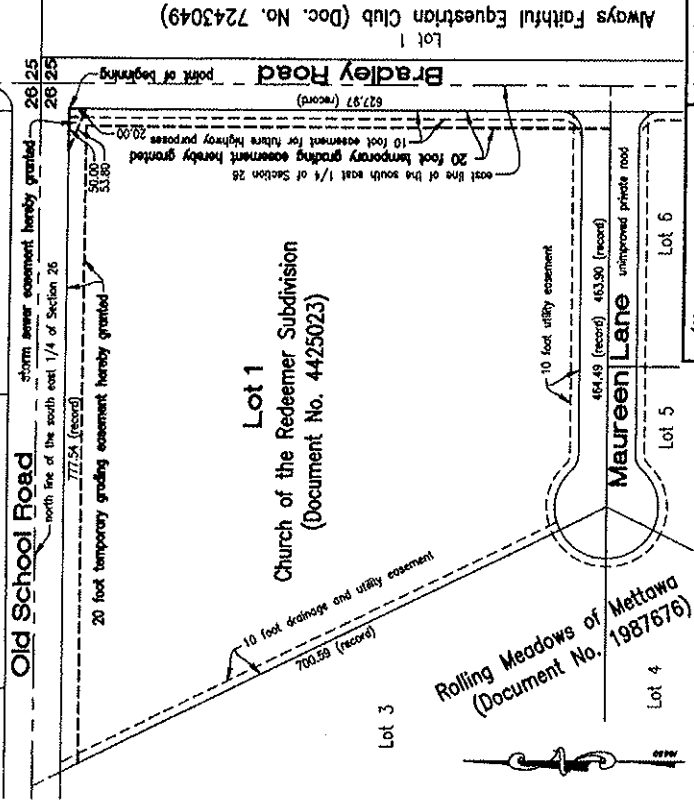 Always Faithful Equestrian Club (Doc. No. 7243049)
Lot 1
Bradley Road
26 25
26 25
point of beginning
627.97 (record)
10 foot easement for future highway purposes
20 foot temporary grading easement hereby granted
east line of the south east 1/4 of Section 26
20.00
50.00
53.80
Old School Road
storm sewer easement hereby granted
north line of the south east 1/4 of Section 26
777.54 (record)
20 foot temporary grading easement hereby granted
Lot 1
Church of the Redeemer Subdivision
(Document No. 4425023)
10 foot utility easement
464.49 (record)
463.90 (record)
Maureen Lane
unimproved private road
Lot 6
Lot 5
10 foot drainage and utility easement
700.59 (record)
Rolling Meadows of Mettawa
(Document No. 1987676)
Lot 3
Lot 4